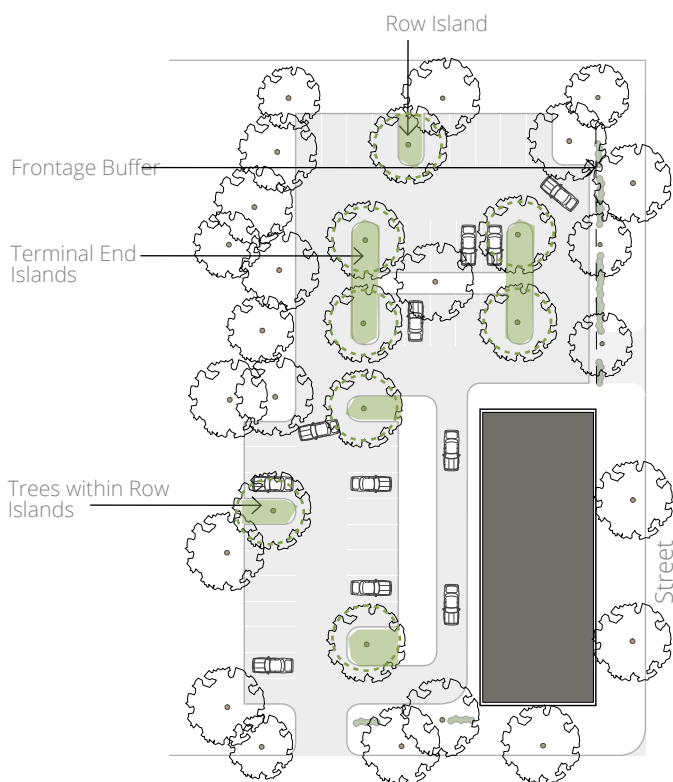 Row Island
Frontage Buffer
Terminal End
Islands
Trees within Row
Islands
Street